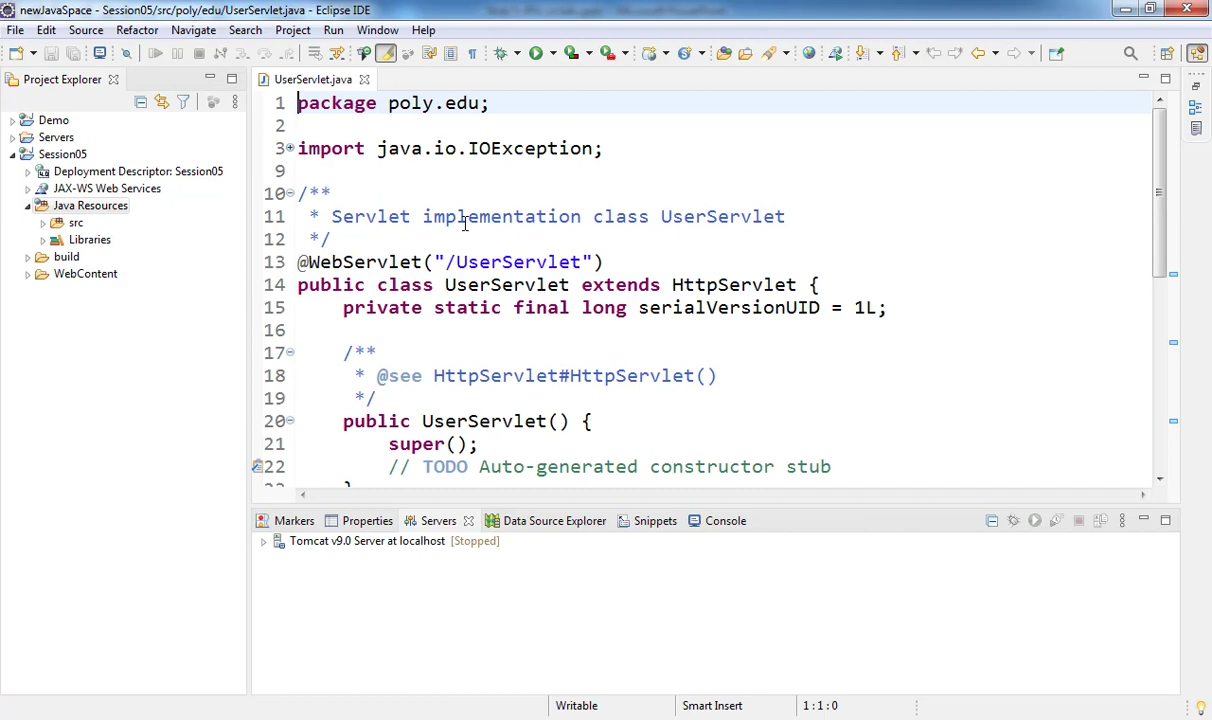 newJavaSpace - Session05/src/poly/edu/UserServlet.java - Eclipse IDE
File Edit Source Refactor Navigate Search Project Run Window Help
Project Explorer
UserServlet.java
Demo
Servers
Session05
Deployment Descriptor: Session05
JAX-WS Web Services
Java Resources
src
Libraries
build
WebContent
1 package poly.edu;
2
3 import java.io.IOException;
9
10 /**
11 * Servlet implementation class UserServlet
12 */
13 @WebServlet("/UserServlet")
14 public class UserServlet extends HttpServlet {
15 private static final long serialVersionUID = 1L;
16
17 /**
18 * @see HttpServlet#HttpServlet()
19 */
20 public UserServlet() {
21 super();
22 // TODO Auto-generated constructor stub
Markers Properties Servers Data Source Explorer Snippets Console
Tomcat v9.0 Server at localhost [Stopped]
Writable Smart Insert 1:1:0